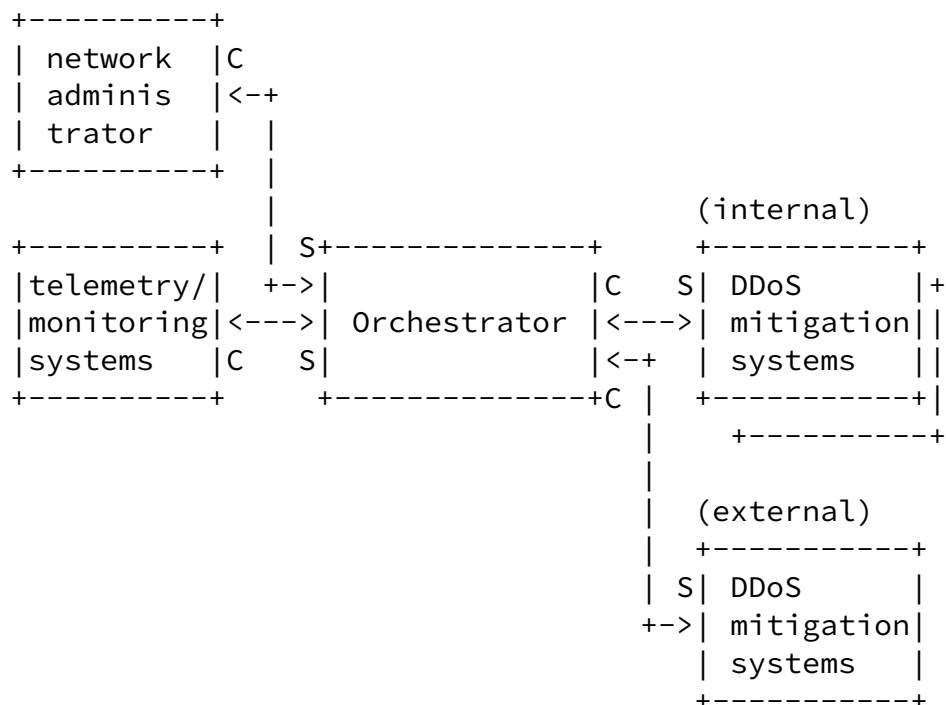 +----------+
| network  |C
| adminis  |<-+
| trator   |  |
+----------+  |
              |                       (internal)
+----------+  | S+--------------+     +-----------+
|telemetry/|  +->|              |C   S| DDoS      |+
|monitoring|<--->| Orchestrator |<--->| mitigation||
|systems   |C   S|              |<-+  | systems   ||
+----------+     +--------------+C |  +-----------+|
                                   |    +----------+
                                   |
                                   |  (external)
                                   |  +-----------+
                                   | S| DDoS      |
                                   +->| mitigation|
                                      | systems   |
                                      +-----------+